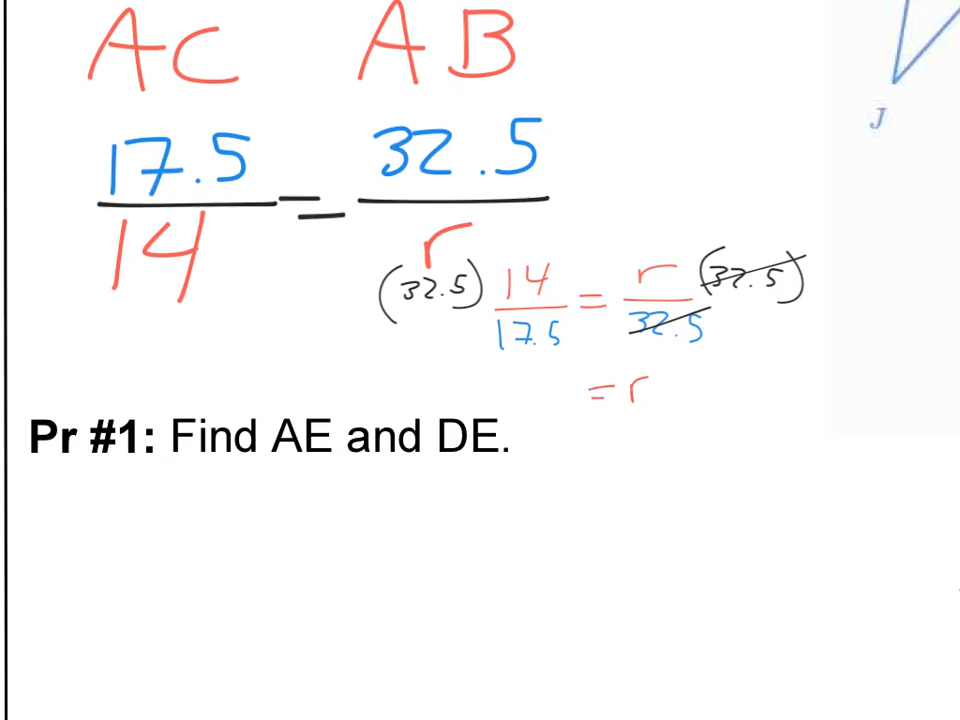 AC AB
J
17.5 = 32.5
14 r
(32.5) 14 = r (32.5)
17.5 32.5
= r
Pr #1: Find AE and DE.